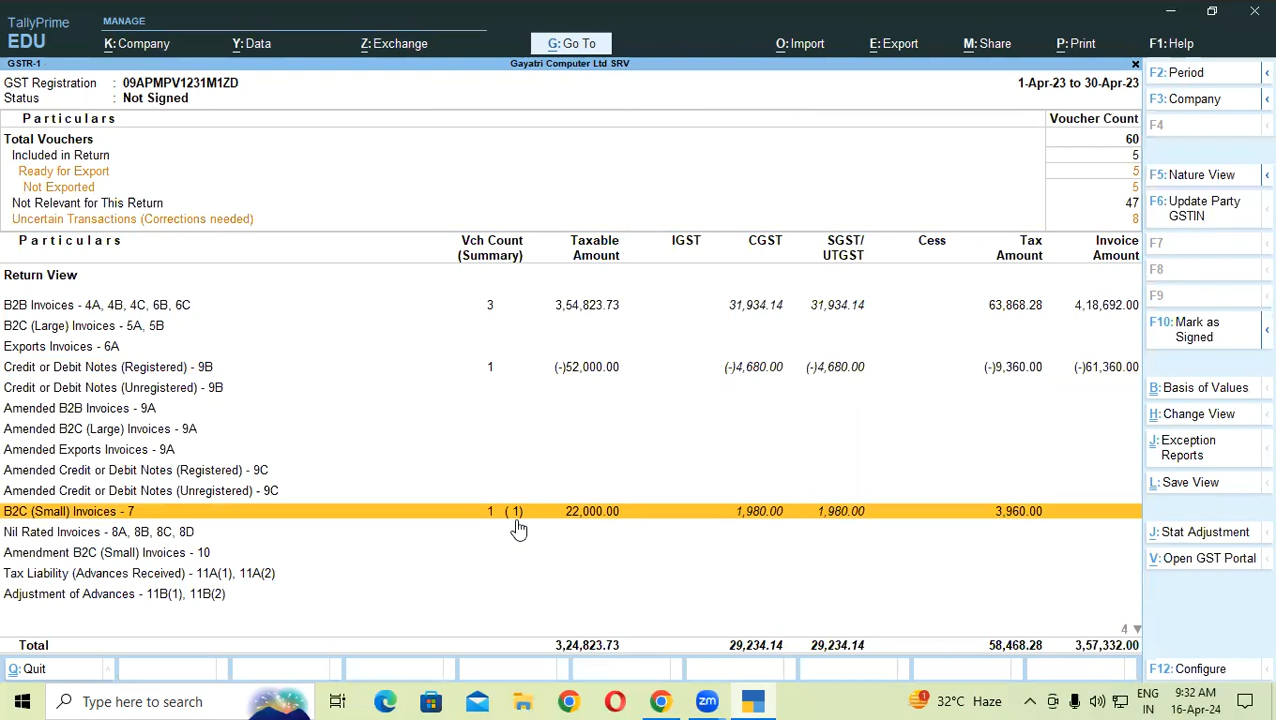 TallyPrime
EDU
MANAGE
K: Company
Y: Data
Z: Exchange
G: Go To
O: Import
E: Export
M: Share
P: Print
F1: Help
GSTR-1
Gayatri Computer Ltd SRV
GST Registration : 09APMPV1231M1ZD
1-Apr-23 to 30-Apr-23
Status : Not Signed
Particulars Voucher Count
Total Vouchers 60
Included in Return 5
Ready for Export 5
Not Exported 5
Not Relevant for This Return 47
Uncertain Transactions (Corrections needed) 8
Particulars Vch Count (Summary) Taxable Amount IGST CGST SGST/ UTGST Cess Tax Amount Invoice Amount
Return View
B2B Invoices - 4A, 4B, 4C, 6B, 6C 3 3,54,823.73 31,934.14 31,934.14 63,868.28 4,18,692.00
B2C (Large) Invoices - 5A, 5B
Exports Invoices - 6A
Credit or Debit Notes (Registered) - 9B 1 (-)52,000.00 (-)4,680.00 (-)4,680.00 (-)9,360.00 (-)61,360.00
Credit or Debit Notes (Unregistered) - 9B
Amended B2B Invoices - 9A
Amended B2C (Large) Invoices - 9A
Amended Exports Invoices - 9A
Amended Credit or Debit Notes (Registered) - 9C
Amended Credit or Debit Notes (Unregistered) - 9C
B2C (Small) Invoices - 7 1 ( 1) 22,000.00 1,980.00 1,980.00 3,960.00
Nil Rated Invoices - 8A, 8B, 8C, 8D
Amendment B2C (Small) Invoices - 10
Tax Liability (Advances Received) - 11A(1), 11A(2)
Adjustment of Advances - 11B(1), 11B(2)
4
Total 3,24,823.73 29,234.14 29,234.14 58,468.28 3,57,332.00
Q: Quit
F2: Period
F3: Company
F4
F5: Nature View
F6: Update Party
GSTIN
F7
F8
F9
F10: Mark as
Signed
B: Basis of Values
H: Change View
J: Exception
Reports
L: Save View
J: Stat Adjustment
V: Open GST Portal
F12: Configure
Type here to search
zm
1
32°C Haze
ENG
IN
9:32 AM
16-Apr-24